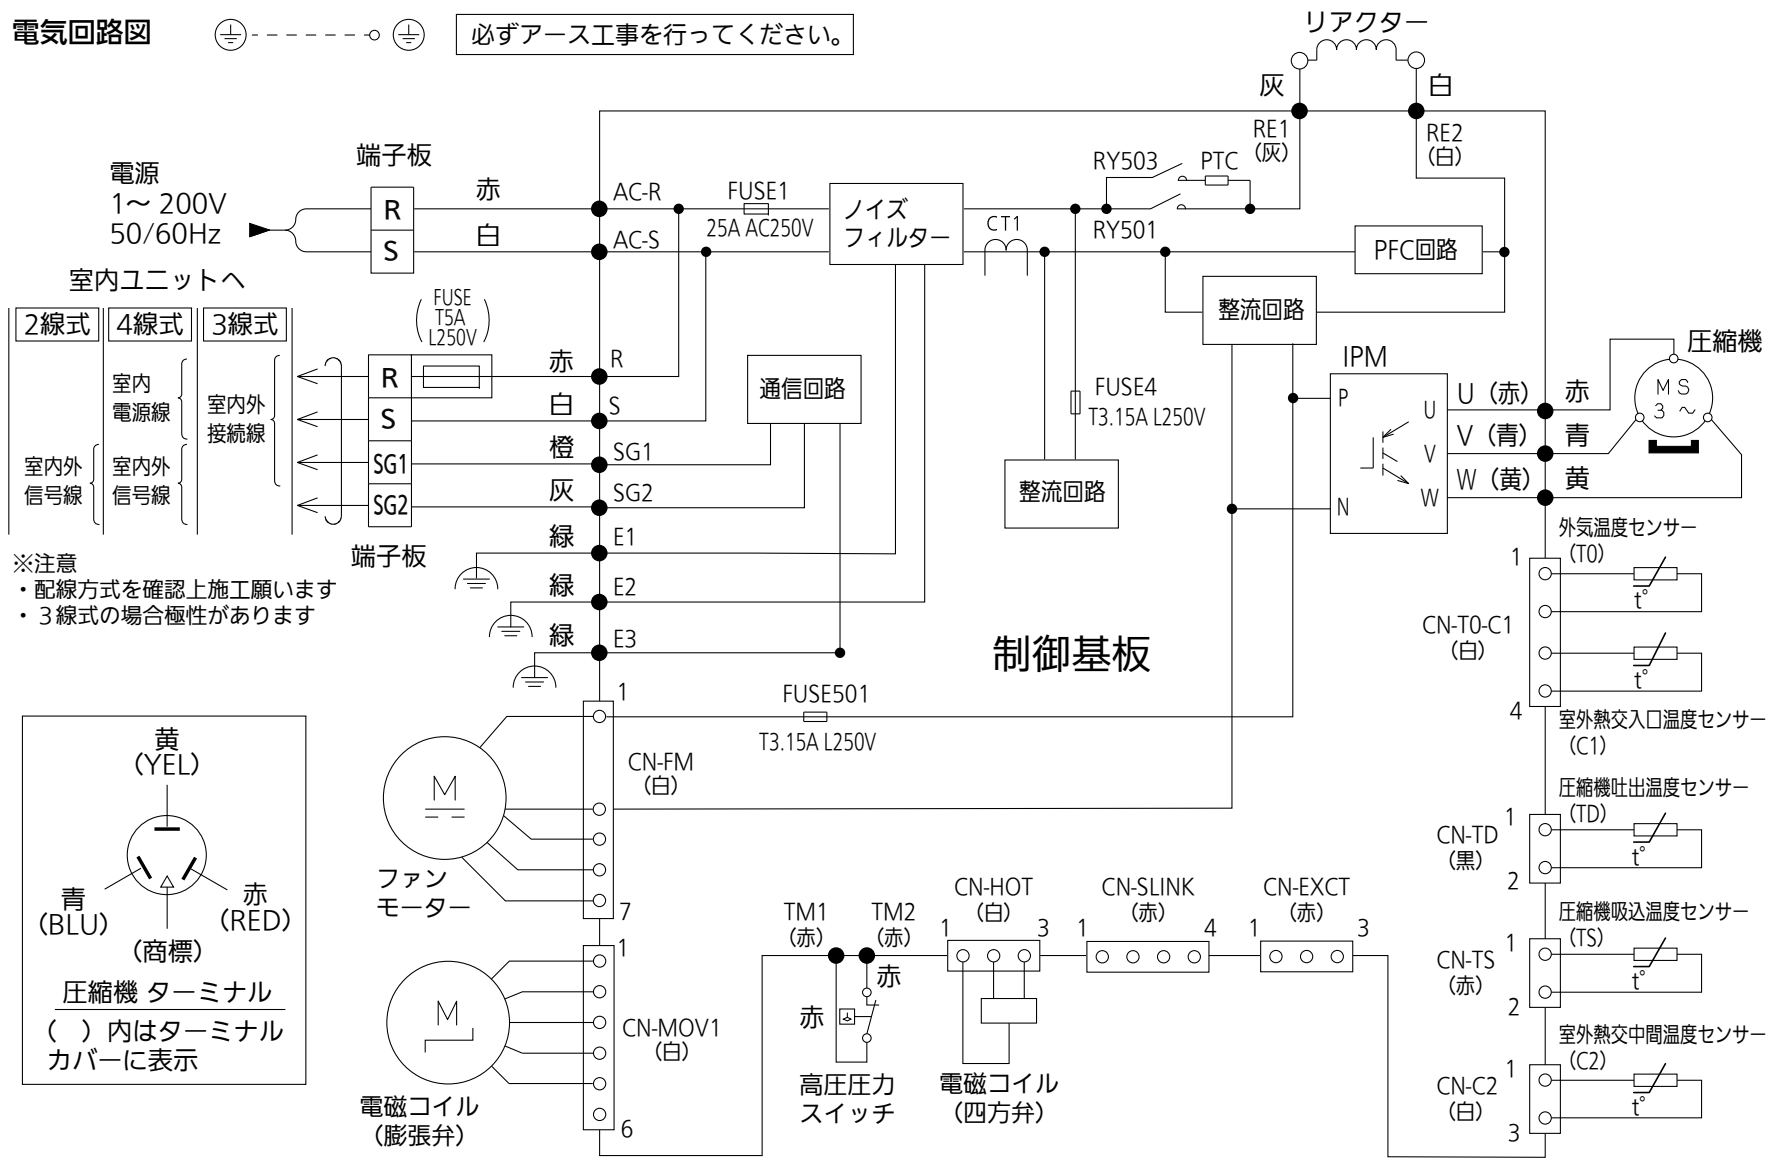 電気回路図
必ずアース工事を行ってください。
リアクター
灰
白
RE1
(灰)
RE2
(白)
端子板
電源
1～ 200V
50/60Hz
R
S
赤
白
AC-R
AC-S
FUSE1
25A AC250V
ノイズ
フィルター
CT1
RY503
PTC
RY501
PFC回路
整流回路
室内ユニットへ
2線式
4線式
3線式
室内
電源線
室内外
接続線
室内外
信号線
室内外
信号線
(FUSE
T5A
L250V)
R
S
SG1
SG2
端子板
赤
白
橙
灰
緑
緑
緑
R
S
SG1
SG2
E1
E2
E3
通信回路
FUSE4
T3.15A L250V
整流回路
IPM
P
N
U
V
W
U（赤）
V（青）
W（黄）
赤
青
黄
圧縮機
M S
3 ～
※注意
・配線方式を確認上施工願います
・３線式の場合極性があります
制御基板
外気温度センサー
(T0)
1
t°
CN-T0-C1
(白)
t°
4
室外熱交入口温度センサー
(C1)
FUSE501
T3.15A L250V
1
CN-FM
(白)
7
M
ファン
モーター
黄
(YEL)
青
(BLU)
赤
(RED)
(商標)
圧縮機 ターミナル
(　) 内はターミナル
カバーに表示
圧縮機吐出温度センサー
(TD)
1
CN-TD
(黒)
2
t°
圧縮機吸込温度センサー
(TS)
1
CN-TS
(赤)
2
t°
室外熱交中間温度センサー
(C2)
1
CN-C2
(白)
3
t°
1
CN-MOV1
(白)
6
M
電磁コイル
(膨張弁)
TM1
(赤)
TM2
(赤)
赤
赤
高圧圧力
スイッチ
CN-HOT
(白)
1
3
電磁コイル
(四方弁)
CN-SLINK
(赤)
1
4
CN-EXCT
(赤)
1
3